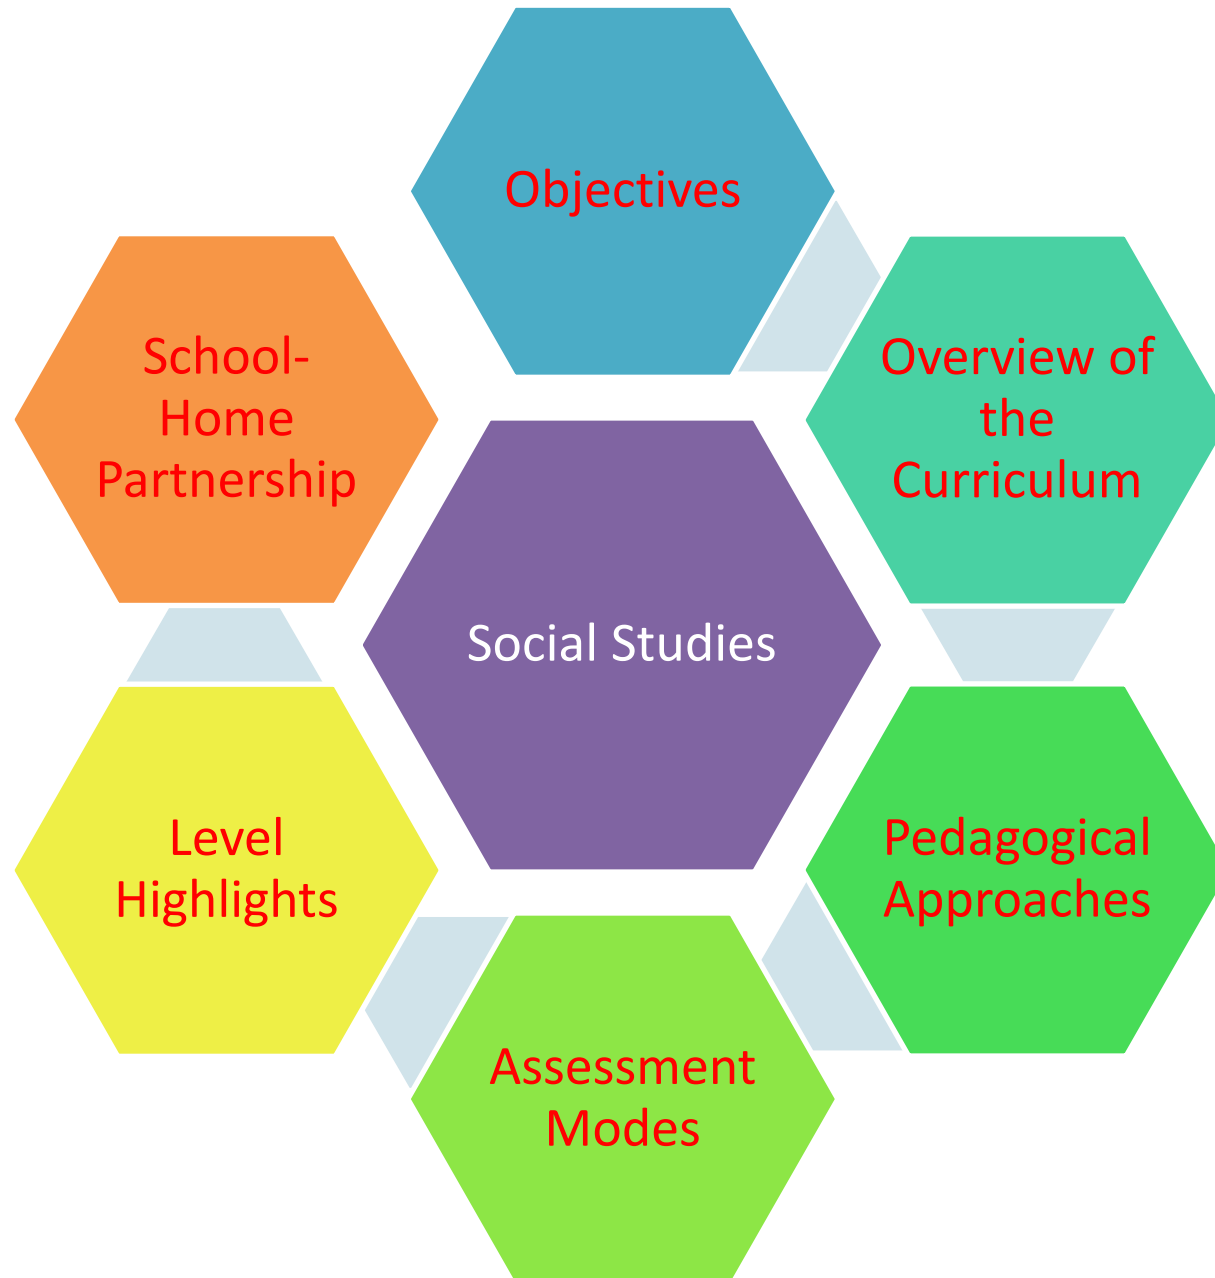 Objectives
Overview of
the
Curriculum
Pedagogical
Approaches
Assessment
Modes
Level
Highlights
School-
Home
Partnership
Social Studies